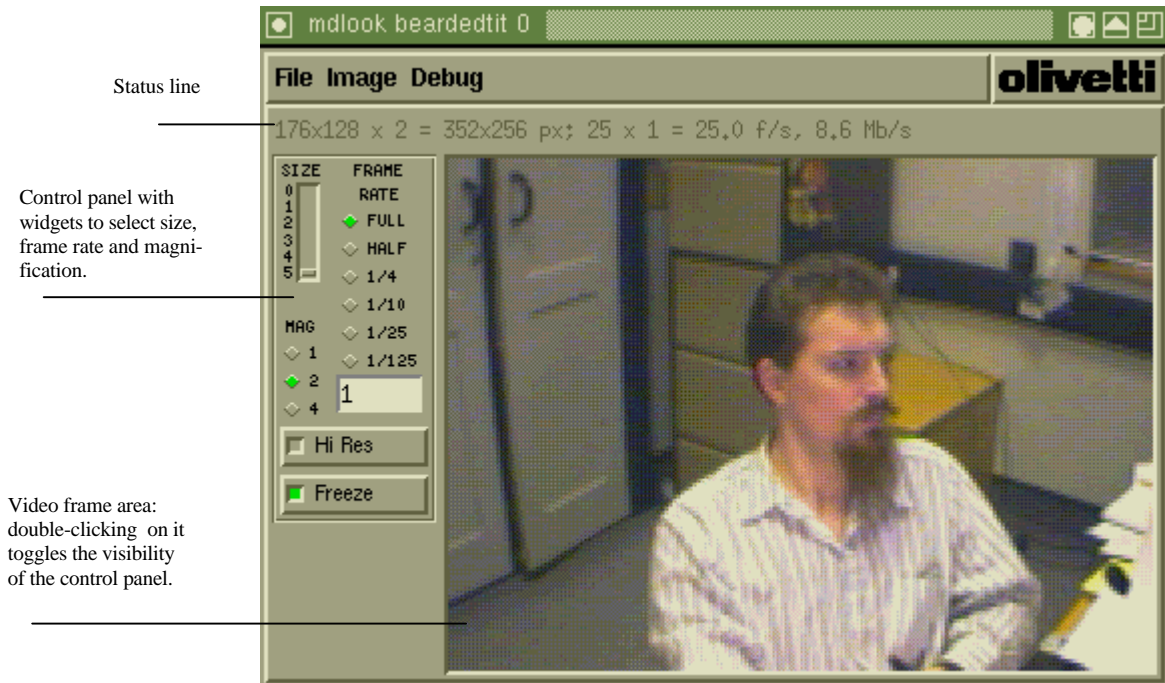 mdlook beardedtit 0
File Image Debug
olivetti
Status line
176x128 x 2 = 352x256 px; 25 x 1 = 25.0 f/s, 8.6 Mb/s
Control panel with
widgets to select size,
frame rate and magni-
fication.
SIZE
0
1
2
3
4
5
FRAME
RATE
FULL
HALF
1/4
1/10
1/25
1/125
1
MAG
1
2
4
Hi Res
Freeze
Video frame area:
double-clicking on it
toggles the visibility
of the control panel.